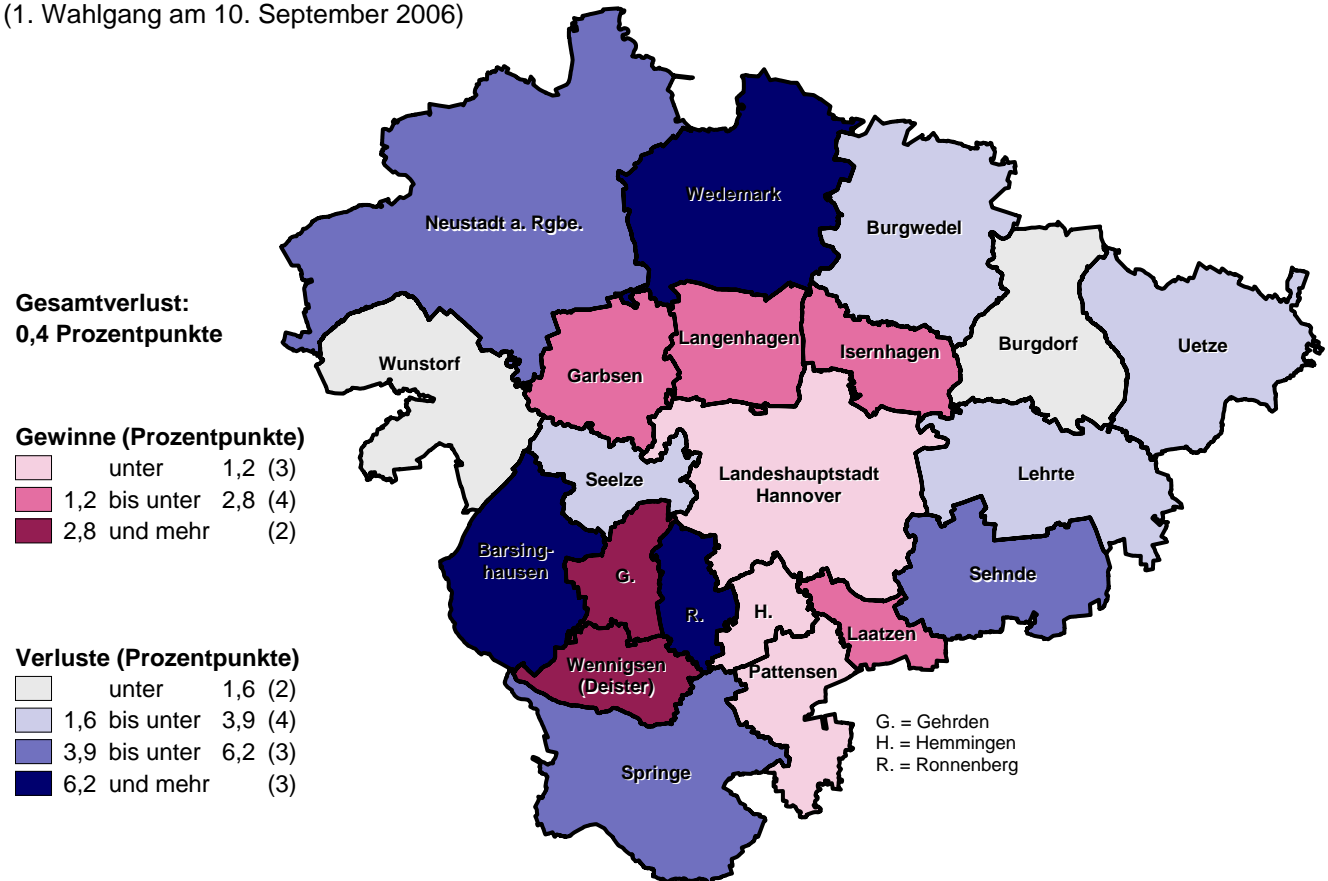 (1. Wahlgang am 10. September 2006)
Wedemark
Neustadt a. Rgbe.
Burgwedel
Gesamtverlust:
0,4 Prozentpunkte
Langenhagen
Isernhagen
Burgdorf
Uetze
Wunstorf
Garbsen
Gewinne (Prozentpunkte)
unter 1,2 (3)
1,2 bis unter 2,8 (4)
2,8 und mehr (2)
Seelze
Landeshauptstadt
Hannover
Lehrte
Barsing-
hausen
G.
Sehnde
R.
H.
Laatzen
Verluste (Prozentpunkte)
unter 1,6 (2)
1,6 bis unter 3,9 (4)
3,9 bis unter 6,2 (3)
6,2 und mehr (3)
Wennigsen
(Deister)
Pattensen
G. = Gehrden
H. = Hemmingen
R. = Ronnenberg
Springe